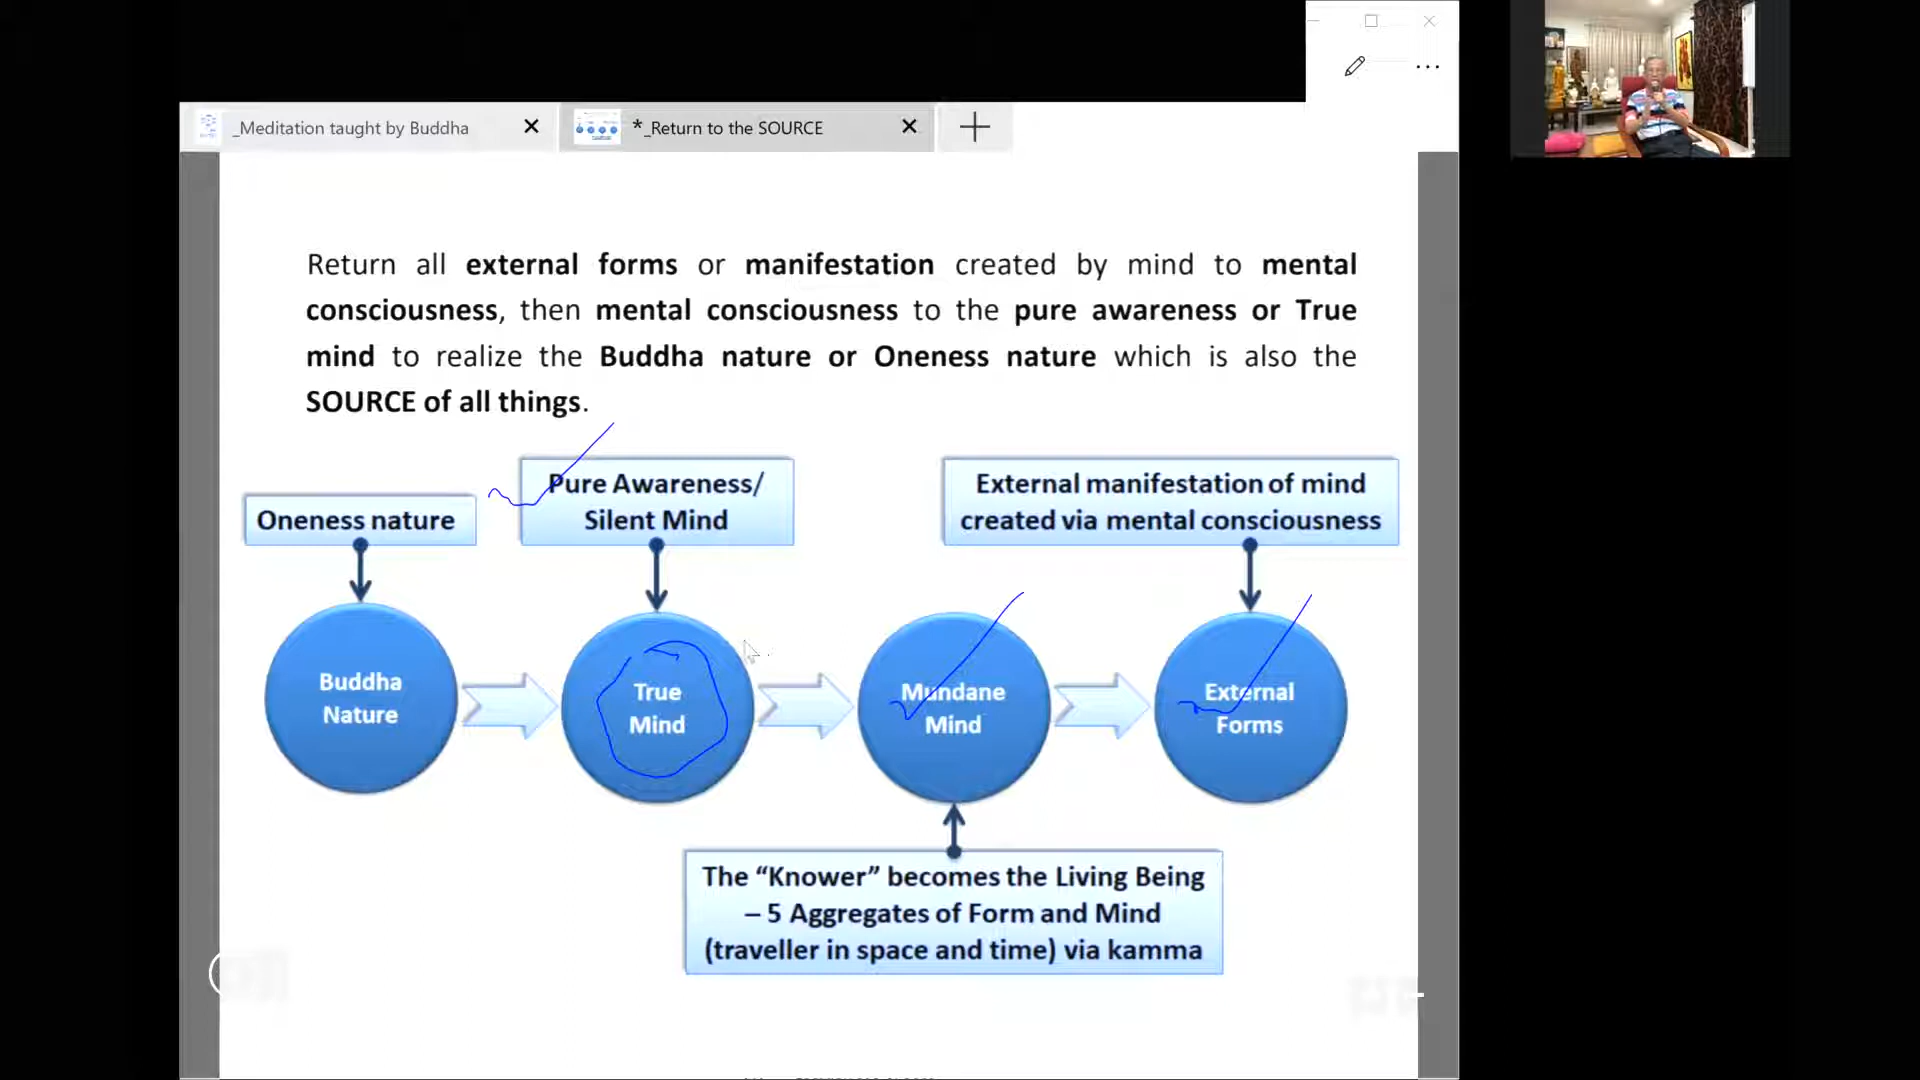 _Meditation taught by Buddha
*_Return to the SOURCE
Return all external forms or manifestation created by mind to mental
consciousness, then mental consciousness to the pure awareness or True
mind to realize the Buddha nature or Oneness nature which is also the
SOURCE of all things.
Oneness nature
Pure Awareness/
Silent Mind
External manifestation of mind
created via mental consciousness
Buddha
Nature
True
Mind
Mundane
Mind
External
Forms
The “Knower” becomes the Living Being
– 5 Aggregates of Form and Mind
(traveller in space and time) via kamma